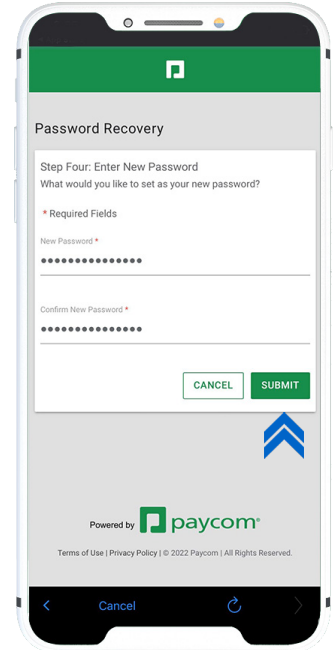 Password Recovery
Step Four: Enter New Password
What would you like to set as your new password?
* Required Fields
New Password *
•••••••••••••••
Confirm New Password *
•••••••••••••••
CANCEL SUBMIT
Powered by paycom
Terms of Use | Privacy Policy | © 2022 Paycom | All Rights Reserved.
Cancel